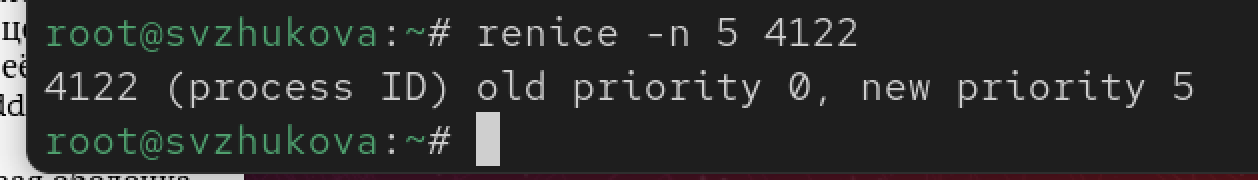 root@svzhukova:~# renice -n 5 4122
4122 (process ID) old priority 0, new priority 5
root@svzhukova:~#